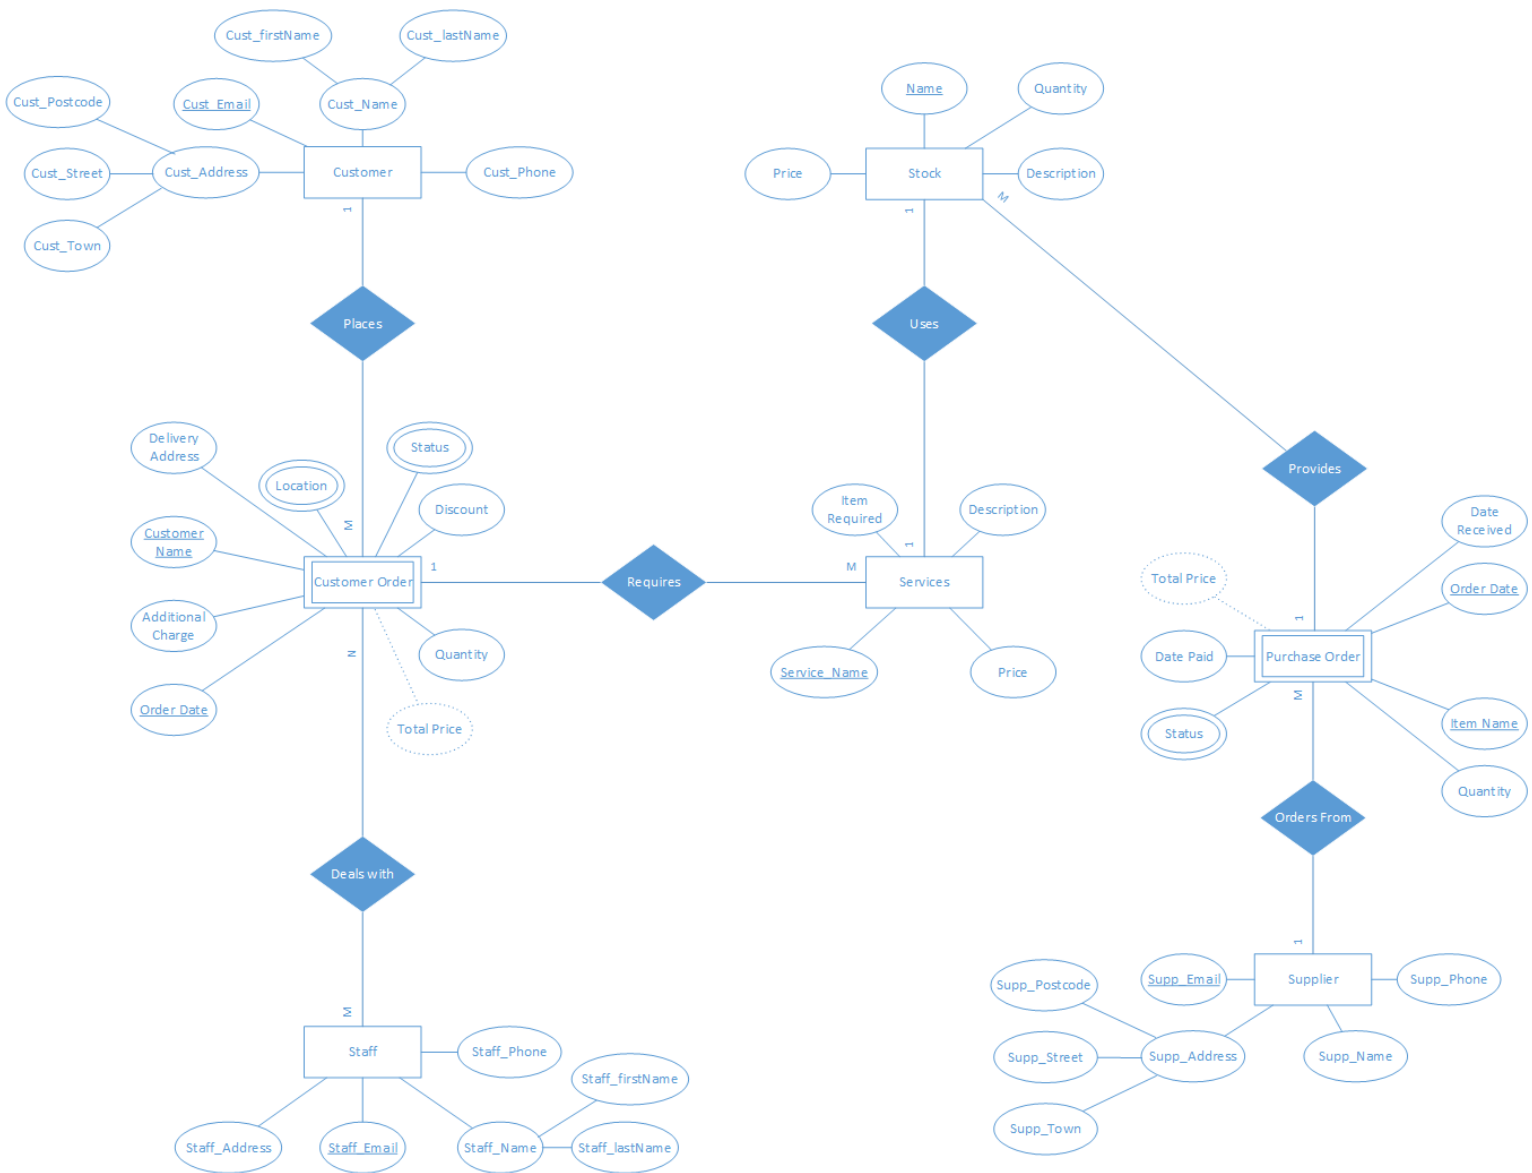 Cust_firstName
Cust_lastName
Cust_Postcode
Cust_Email
Cust_Name
Cust_Street
Cust_Address
Customer
Cust_Phone
Cust_Town
1
Places
M
Name
Quantity
Price
Stock
Description
1
M
Uses
1
Provides
1
Delivery
Address
Status
Location
Discount
Customer
Name
Customer Order
1
Requires
M
Additional
Charge
Quantity
Order Date
Total Price
N
Item
Required
Description
Services
Service_Name
Price
Date
Received
Total Price
Order Date
Date Paid
Purchase Order
Status
Item Name
Quantity
M
Orders From
1
Deals with
M
Staff
Staff_Phone
Staff_firstName
Staff_Address
Staff_Email
Staff_Name
Staff_lastName
Supp_Postcode
Supp_Email
Supplier
Supp_Phone
Supp_Street
Supp_Address
Supp_Name
Supp_Town